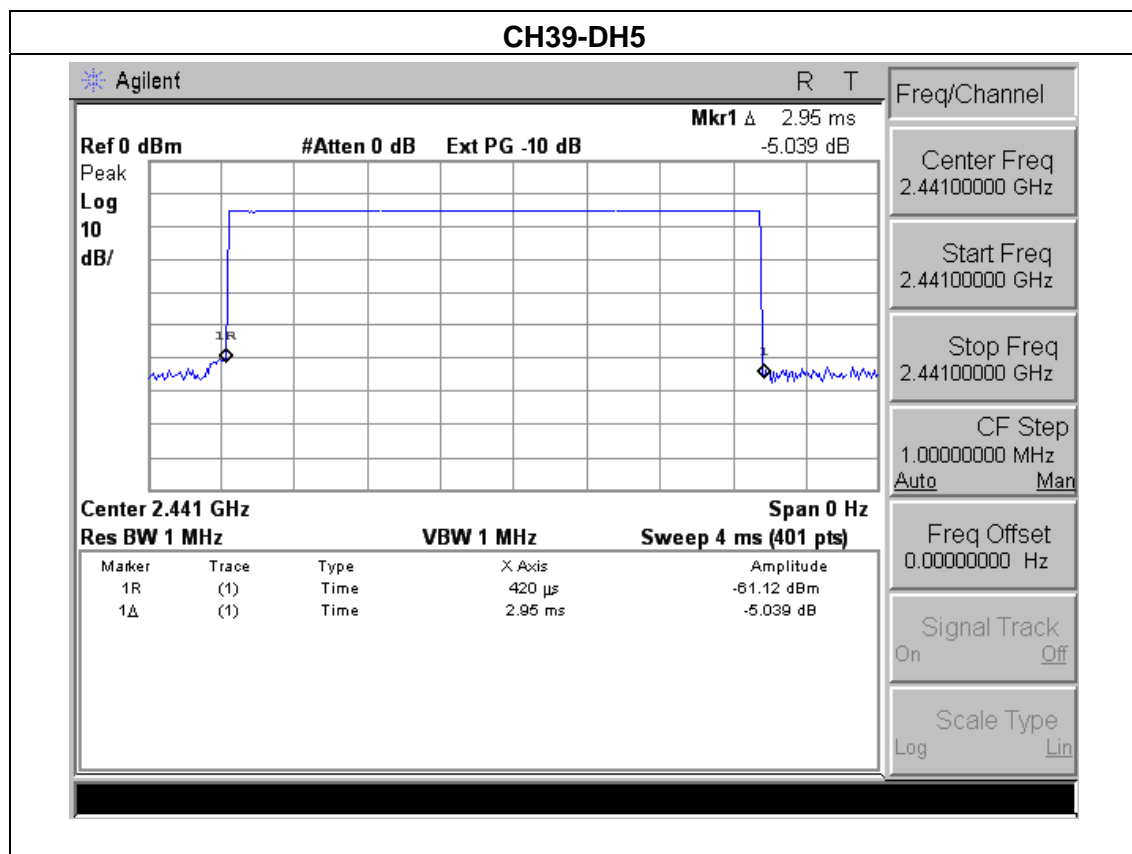 CH39-DH5
Agilent R T
Mkr1 Δ 2.95 ms
Ref 0 dBm #Atten 0 dB Ext PG -10 dB -5.039 dB
Peak
Log
10
dB/
1R
1
Center 2.441 GHz Span 0 Hz
Res BW 1 MHz VBW 1 MHz Sweep 4 ms (401 pts)
Marker Trace Type X Axis Amplitude
1R (1) Time 420 µs -61.12 dBm
1Δ (1) Time 2.95 ms -5.039 dB
Freq/Channel
Center Freq
2.44100000 GHz
Start Freq
2.44100000 GHz
Stop Freq
2.44100000 GHz
CF Step
1.00000000 MHz
Auto Man
Freq Offset
0.00000000 Hz
Signal Track
On Off
Scale Type
Log Lin